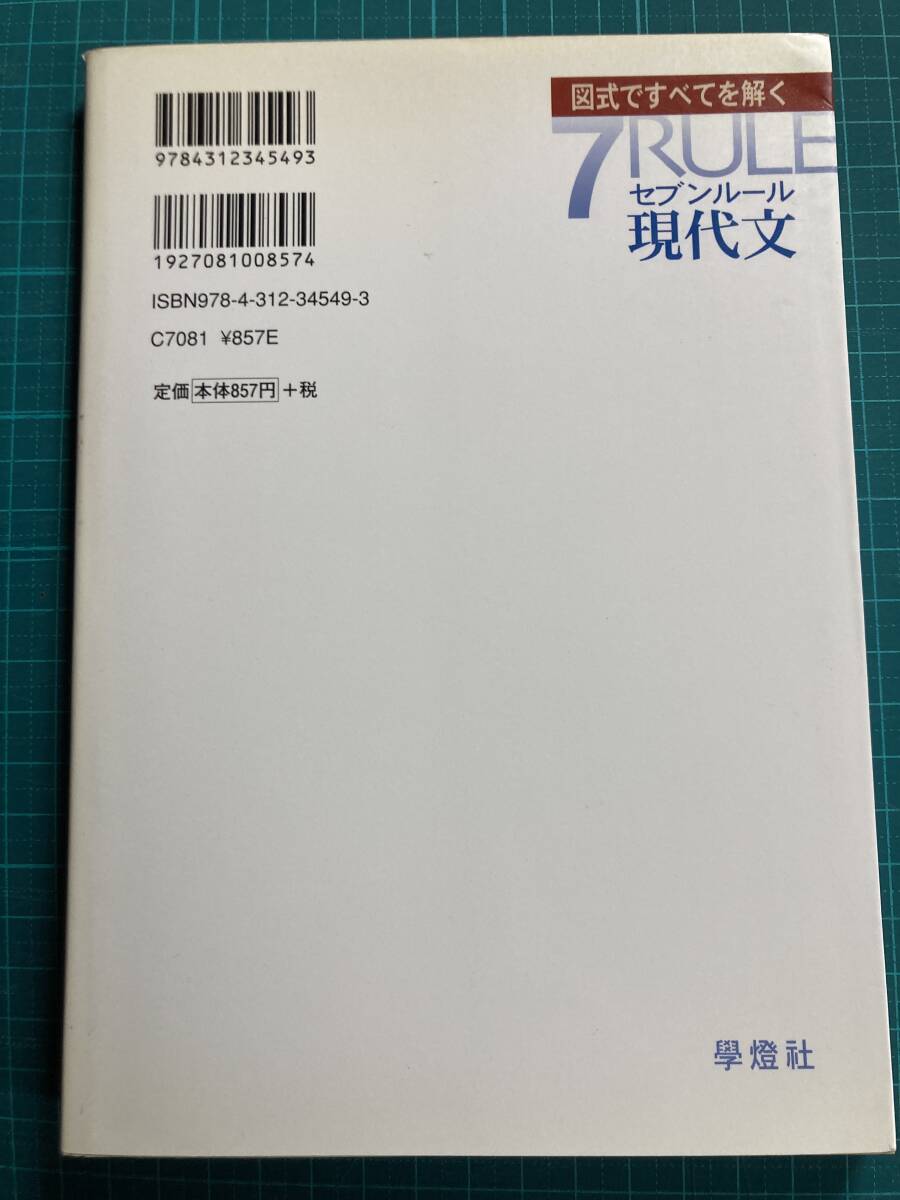 9784312345493
1927081008574
ISBN978-4-312-34549-3
C7081 ¥857E
定価 本体857円 +税
図式ですべてを解く
7RULE
セブンルール
現代文
學燈社